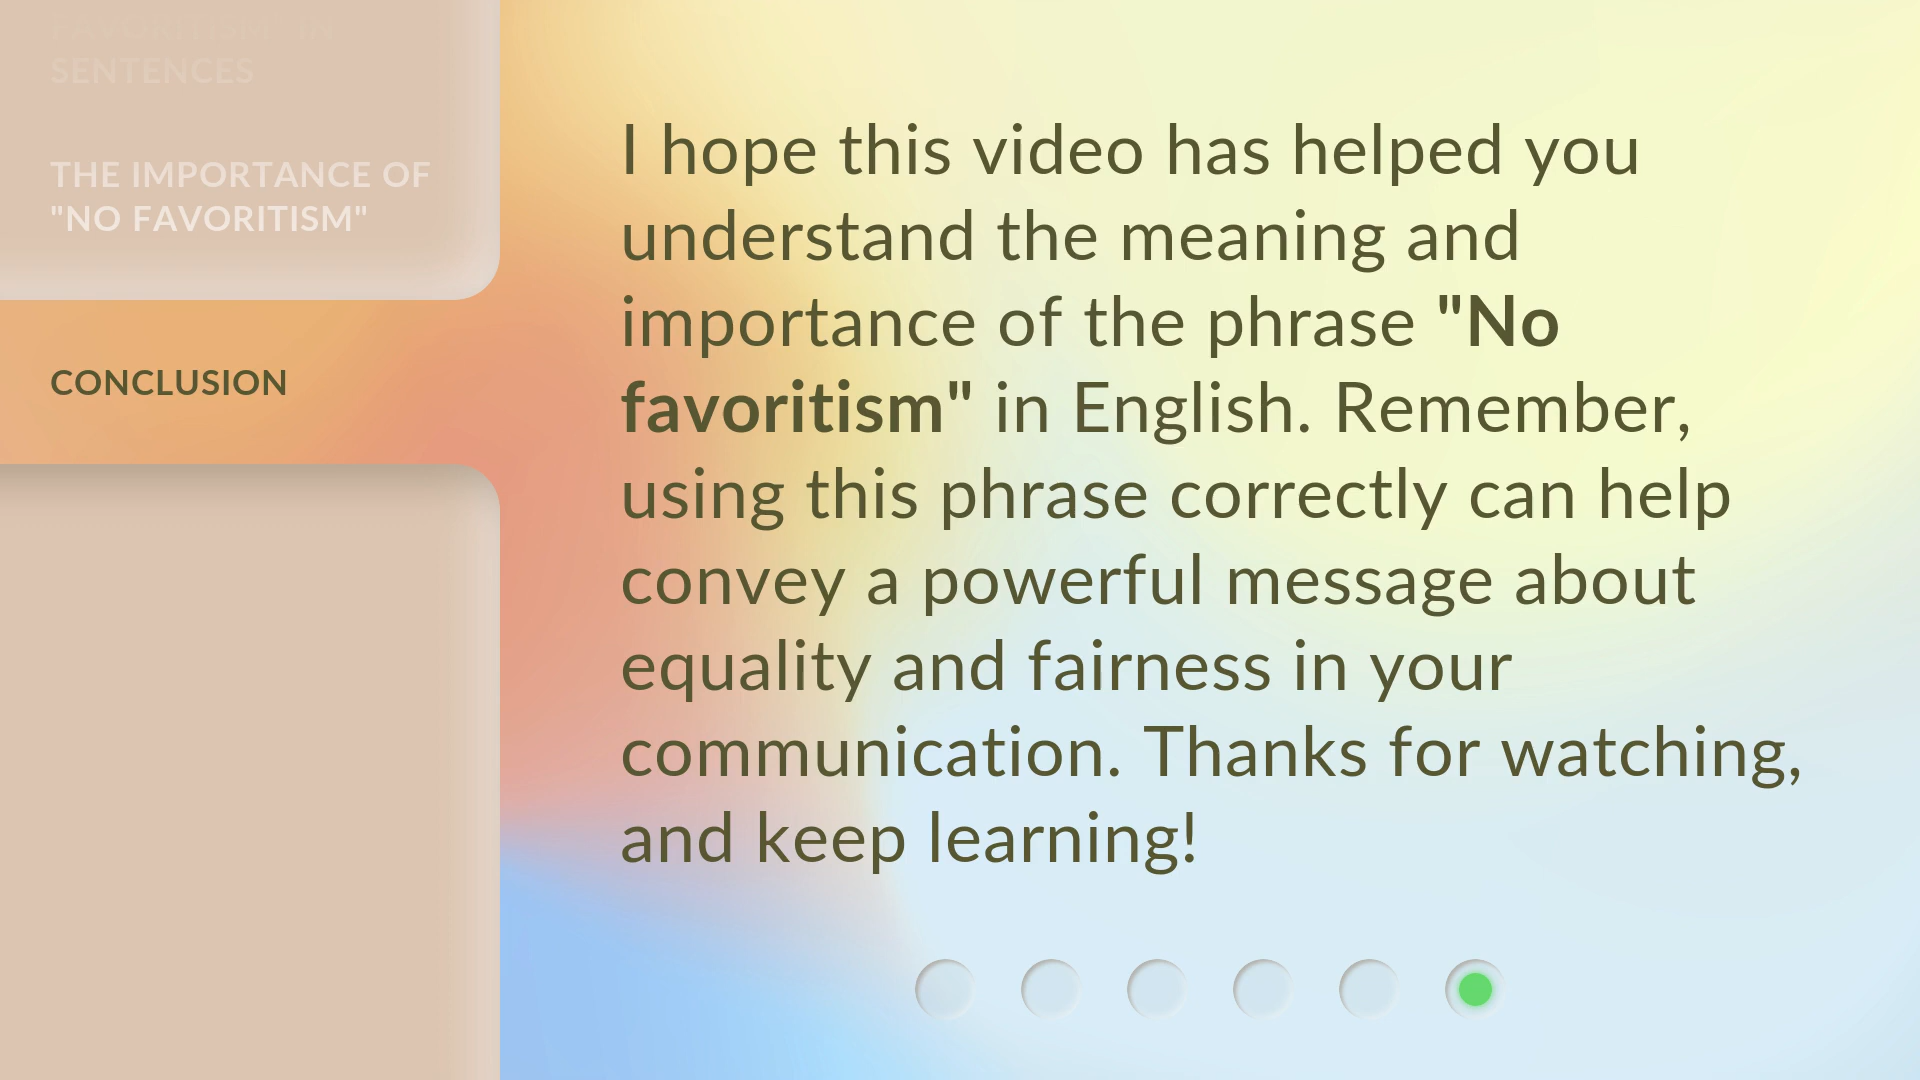 FAVORITISM" IN
SENTENCES
THE IMPORTANCE OF
"NO FAVORITISM"
CONCLUSION
I hope this video has helped you
understand the meaning and
importance of the phrase "No
favoritism" in English. Remember,
using this phrase correctly can help
convey a powerful message about
equality and fairness in your
communication. Thanks for watching,
and keep learning!